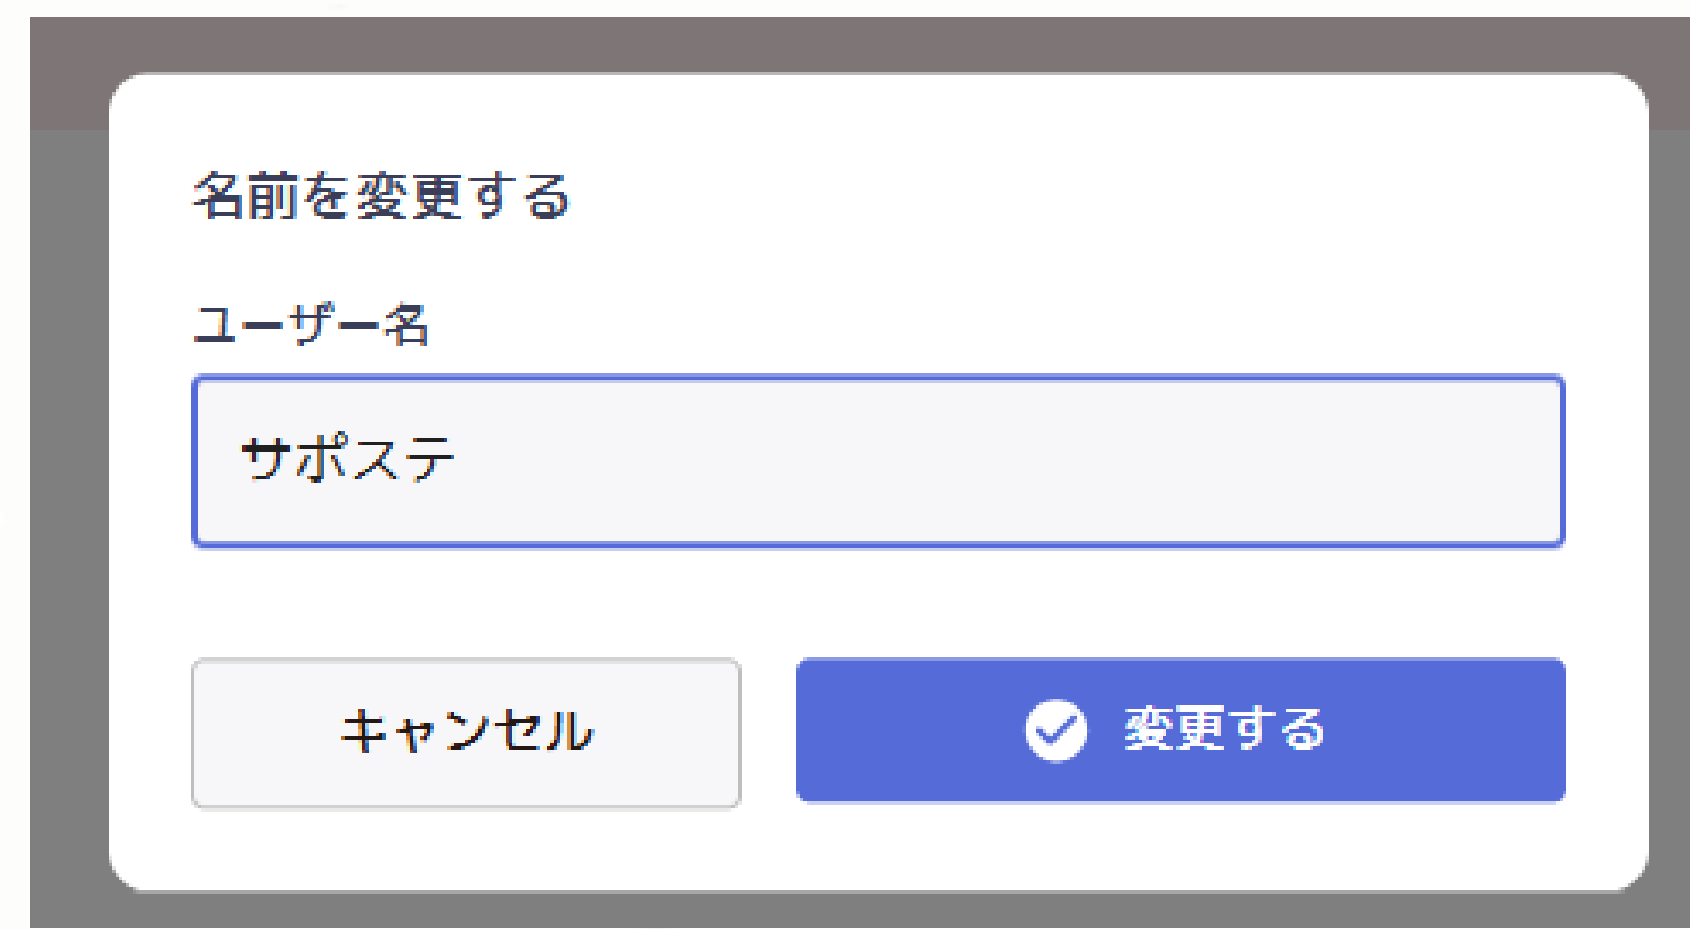 名前を変更する
ユーザー名
サポステ
キャンセル
変更する